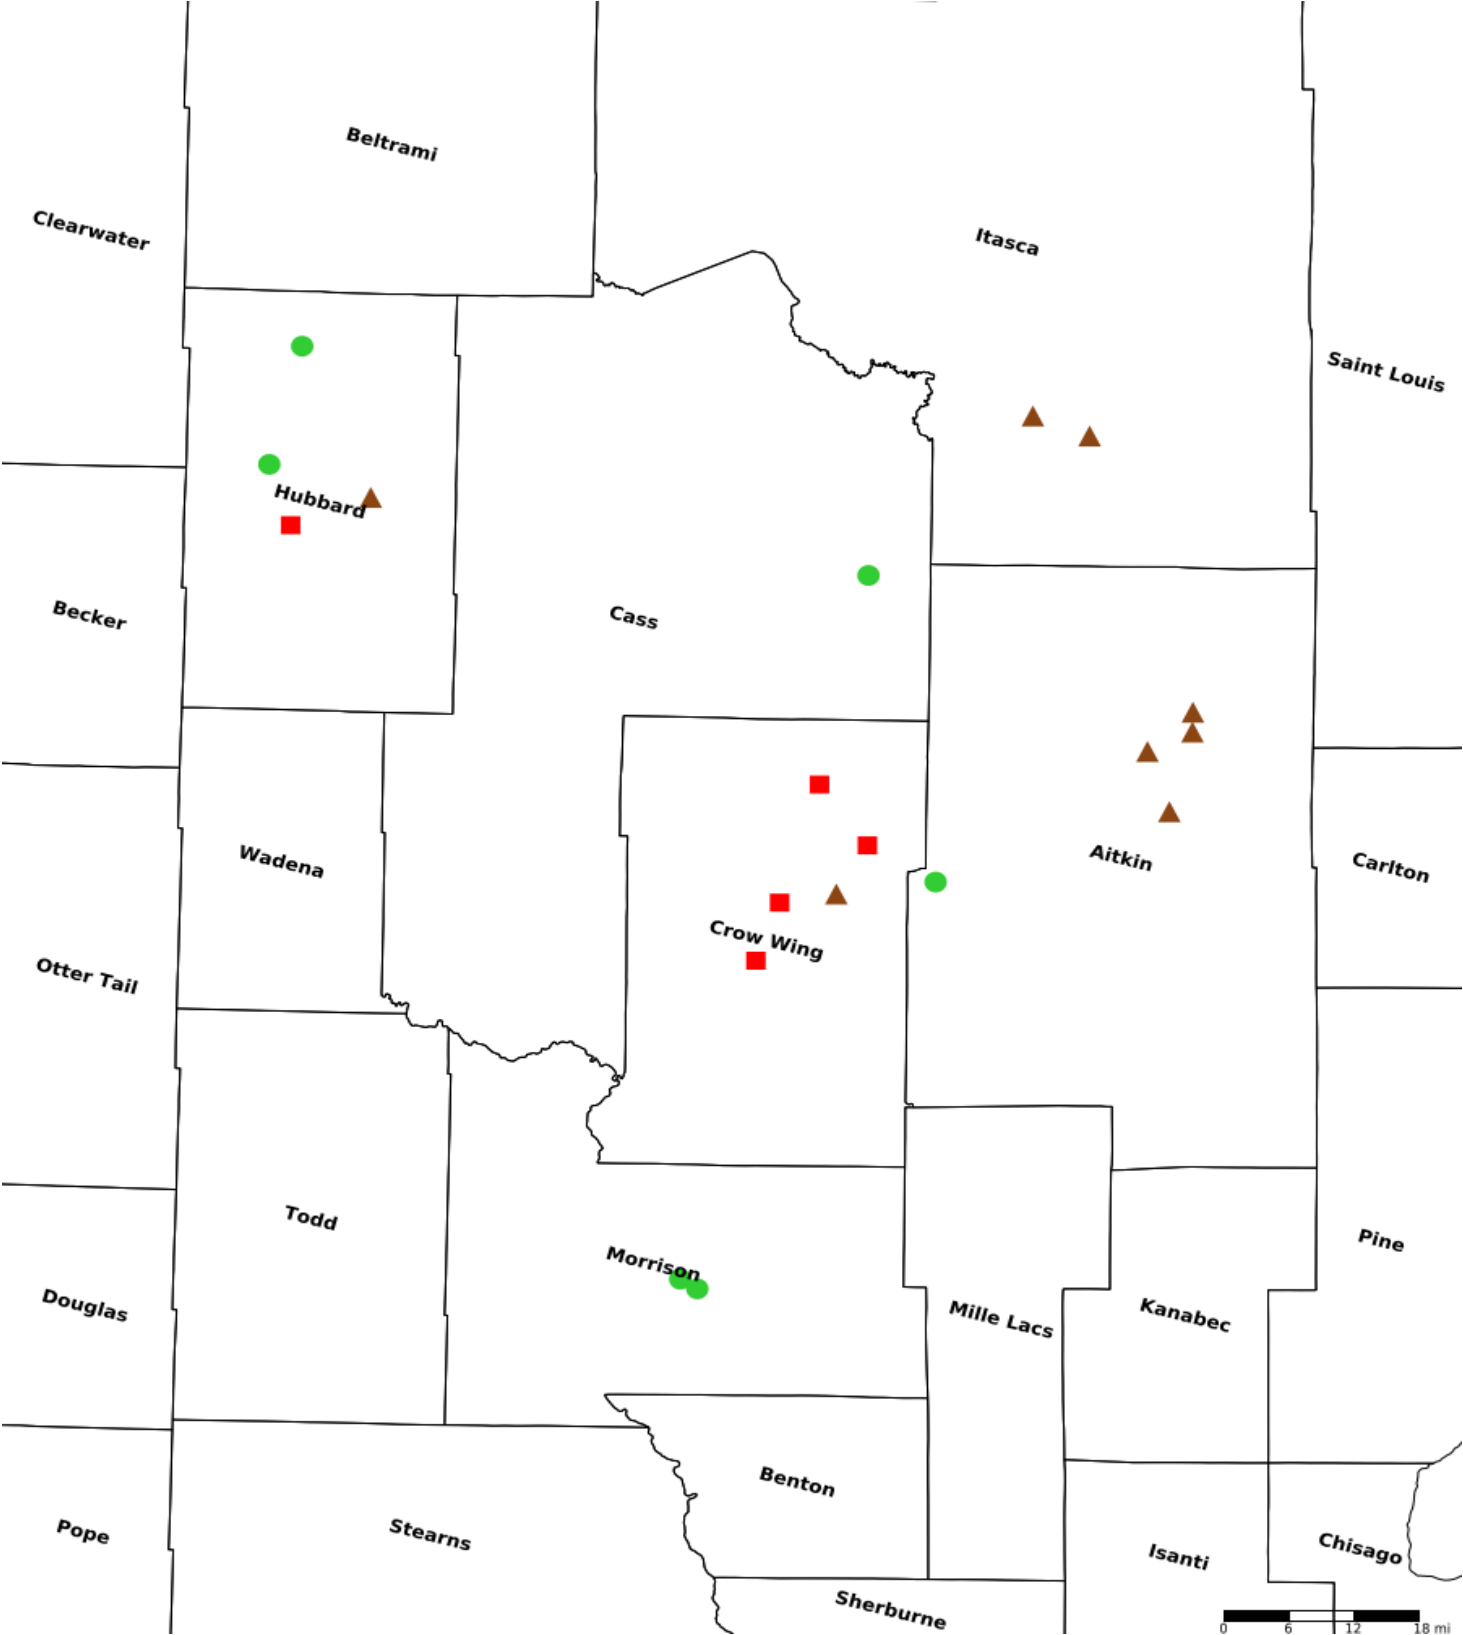 Beltrami
Clearwater
Itasca
Saint Louis
Hubbard
Becker
Cass
Wadena
Aitkin
Carlton
Crow Wing
Otter Tail
Todd
Morrison
Pine
Douglas
Mille Lacs
Kanabec
Benton
Pope
Stearns
Isanti
Chisago
Sherburne
0 6 12 18 mi